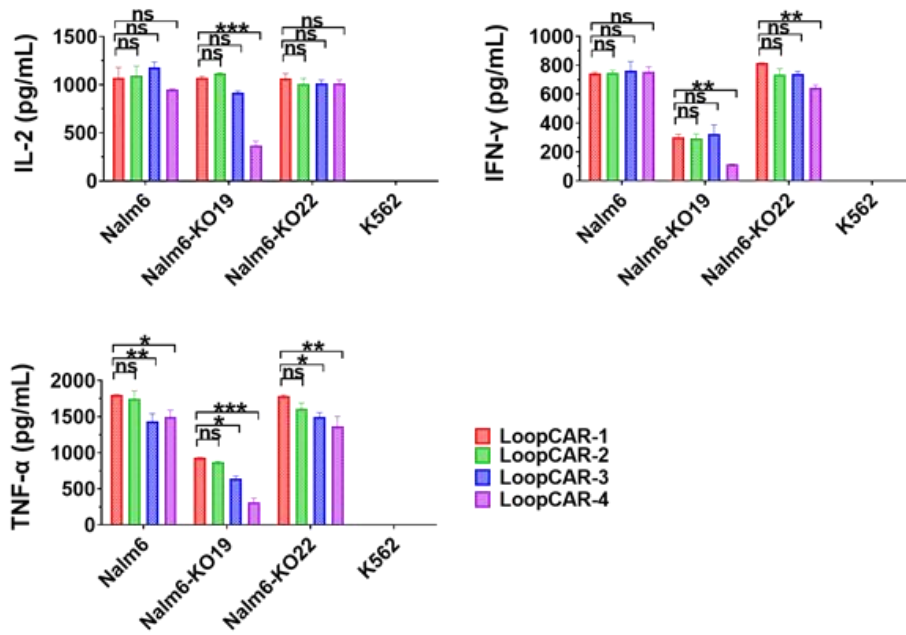 ns
ns
ns
***
ns
ns
ns
ns
ns
1500
1000
500
0
IL-2 (pg/mL)
Nalm6
Nalm6-KO19
Nalm6-KO22
K562
ns
ns
ns
**
ns
ns
**
ns
ns
1000
800
600
400
200
0
IFN-γ (pg/mL)
Nalm6
Nalm6-KO19
Nalm6-KO22
K562
*
**
ns
***
*
ns
**
*
ns
2000
1500
1000
500
0
TNF-α (pg/mL)
Nalm6
Nalm6-KO19
Nalm6-KO22
K562
LoopCAR-1
LoopCAR-2
LoopCAR-3
LoopCAR-4